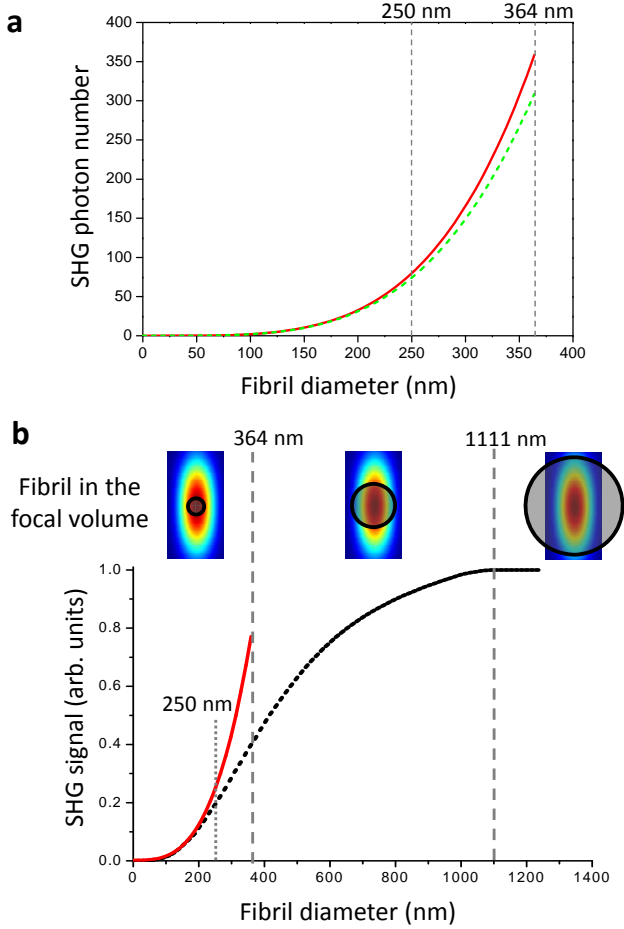 a
250 nm 364 nm
400
350
300
250
200
150
100
50
0
SHG photon number
0 50 100 150 200 250 300 350 400
Fibril diameter (nm)
b
364 nm 1111 nm
Fibril in the
focal volume
1.0
0.8
0.6
0.4
0.2
0.0
SHG signal (arb. units)
250 nm
0 200 400 600 800 1000 1200 1400
Fibril diameter (nm)